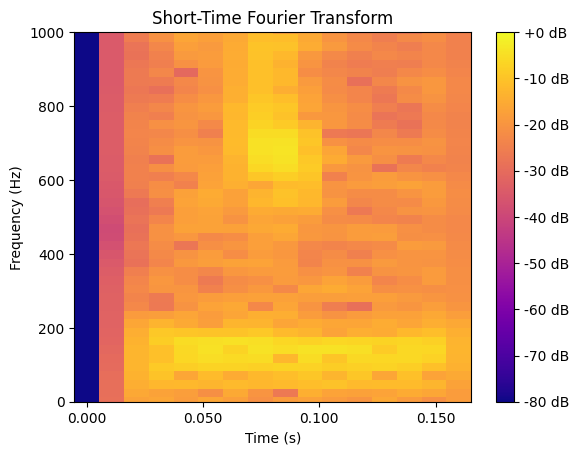 Short-Time Fourier Transform
1000
800
600
400
200
0
Frequency (Hz)
0.000
0.050
0.100
0.150
Time (s)
+0 dB
-10 dB
-20 dB
-30 dB
-40 dB
-50 dB
-60 dB
-70 dB
-80 dB